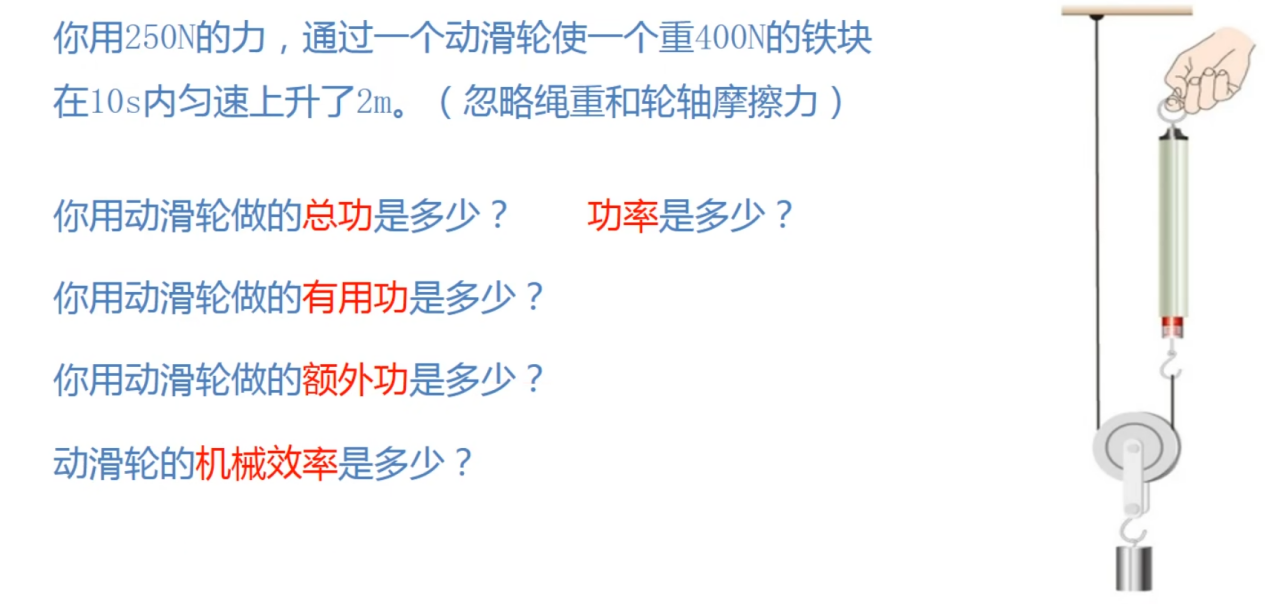 你用250N的力，通过一个动滑轮使一个重400N的铁块
在10s内匀速上升了2m。（忽略绳重和轮轴摩擦力）
你用动滑轮做的总功是多少？ 功率是多少？
你用动滑轮做的有用功是多少？
你用动滑轮做的额外功是多少？
动滑轮的机械效率是多少？